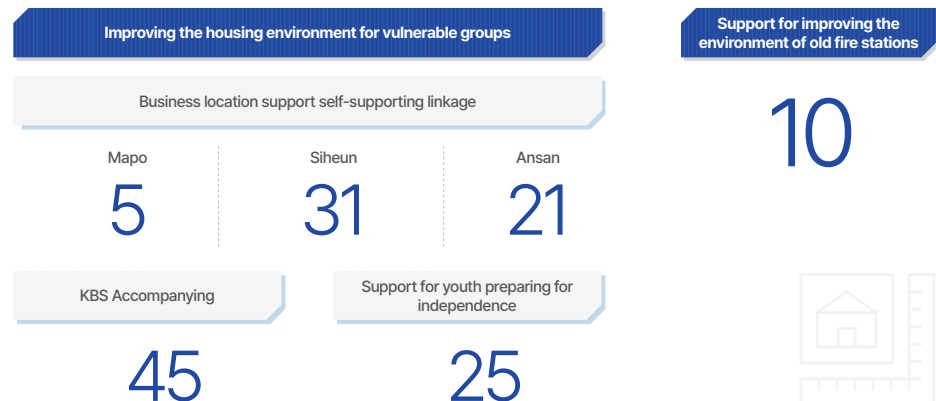 Improving the housing environment for vulnerable groups
Support for improving the
environment of old fire stations
Business location support self-supporting linkage
10
Mapo
5
Siheun
31
Ansan
21
KBS Accompanying
45
Support for youth preparing for
independence
25